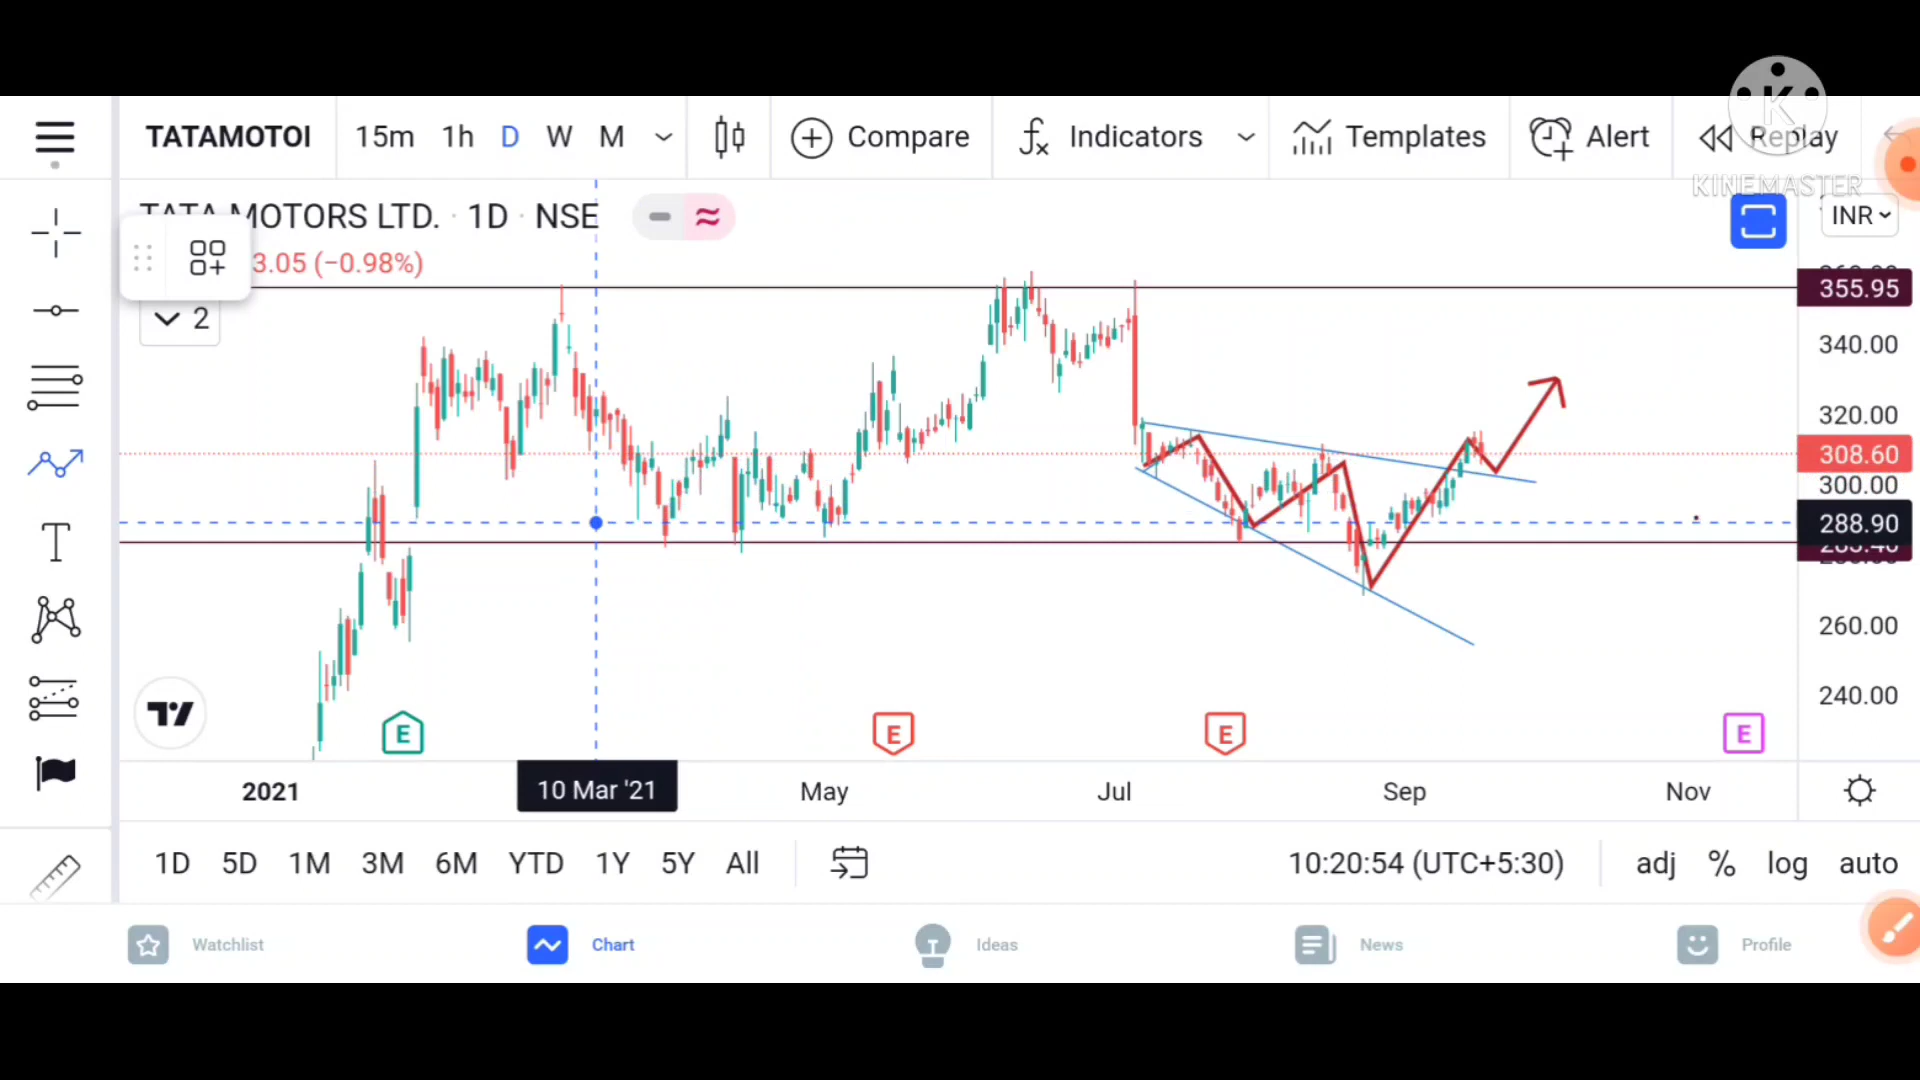 TATAMOTOI 15m 1h D W M Compare Indicators Templates Alert Replay
KINEMASTER
TATA MOTORS LTD. · 1D · NSE
INR
3.05 (−0.98%)
355.95
2
340.00
320.00
308.60
300.00
288.90
260.00
240.00
E E E E
2021 10 Mar '21 May Jul Sep Nov
1D 5D 1M 3M 6M YTD 1Y 5Y All 10:20:54 (UTC+5:30) adj % log auto
Watchlist Chart Ideas News Profile